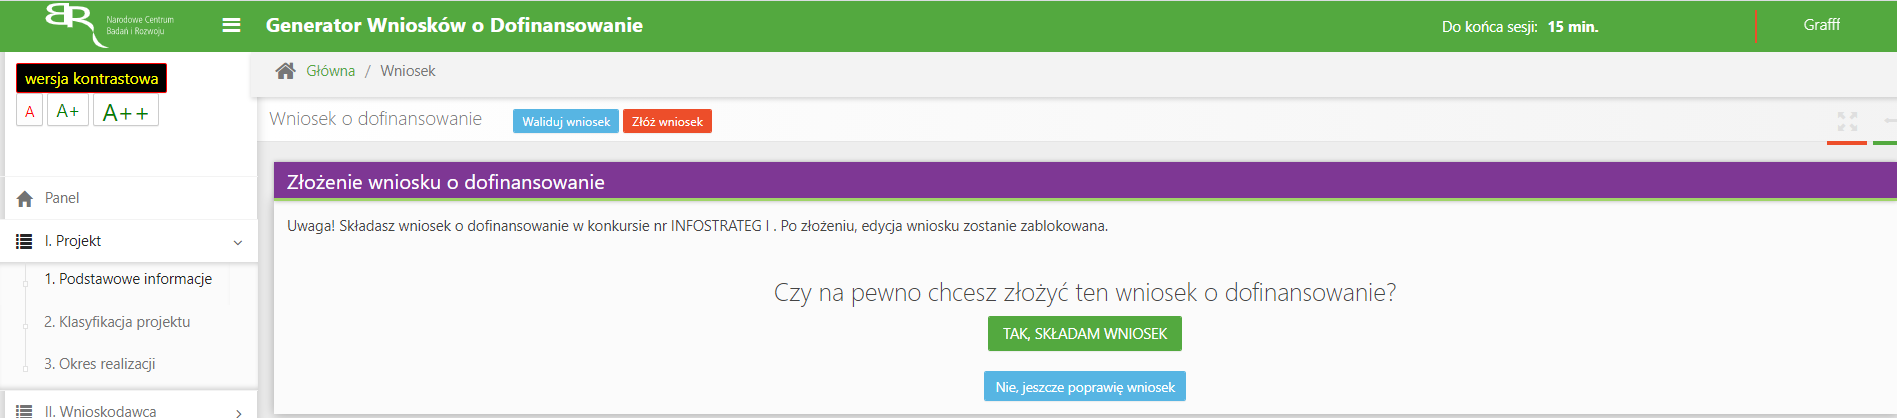 Narodowe Centrum
Badań i Rozwoju
Generator Wniosków o Dofinansowanie
Do końca sesji: 15 min.
Grafff
wersja kontrastowa
A A+ A++
Główna / Wniosek
Wniosek o dofinansowanie
Waliduj wniosek
Złóż wniosek
Panel
I. Projekt
1. Podstawowe informacje
2. Klasyfikacja projektu
3. Okres realizacji
II. Wnioskodawca
Złożenie wniosku o dofinansowanie
Uwaga! Składasz wniosek o dofinansowanie w konkursie nr INFOSTRATEG I . Po złożeniu, edycja wniosku zostanie zablokowana.
Czy na pewno chcesz złożyć ten wniosek o dofinansowanie?
TAK, SKŁADAM WNIOSEK
Nie, jeszcze poprawię wniosek